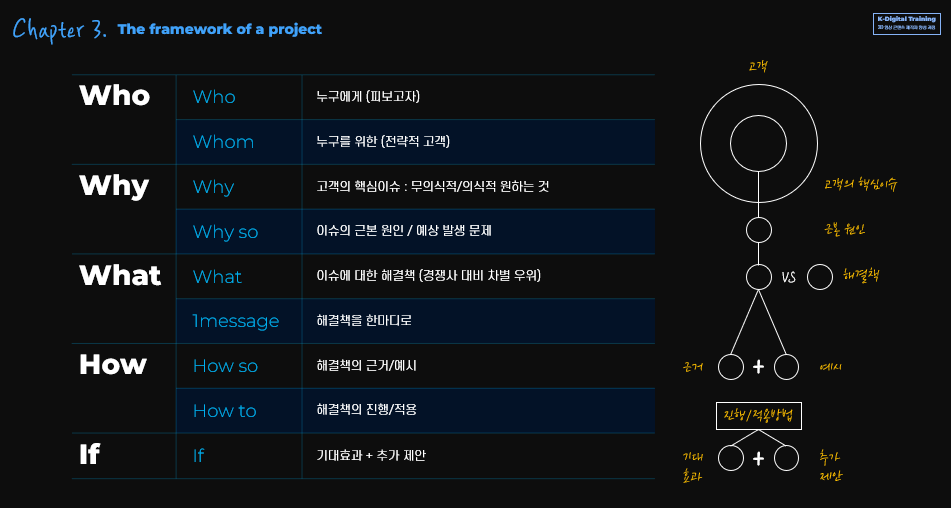 Chapter 3. The framework of a project
K-Digital Training
Who
Who
누구에게 (피보고자)
Whom
누구를 위한 (전략적 고객)
Why
Why
고객의 핵심이슈 : 무의식적/의식적 원하는 것
Why so
이슈의 근본 원인 / 예상 발생 문제
What
What
이슈에 대한 해결책 (경쟁사 대비 차별 우위)
1message
해결책을 한마디로
How
How so
해결책의 근거/예시
How to
해결책의 진행/적용
If
If
기대효과 + 추가 제안
고객
고객의 핵심이슈
근본 원인
VS
해결책
근거
+
예시
진행/적용방법
기대
효과
+
추가
제안